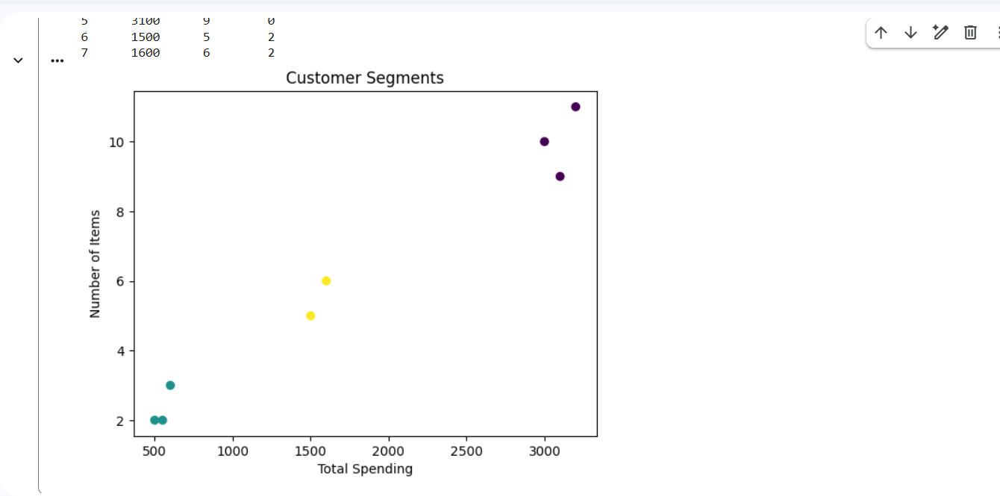 5 3100 9 0
6 1500 5 2
7 1600 6 2
Customer Segments
10
8
6
4
2
Number of Items
500 1000 1500 2000 2500 3000
Total Spending